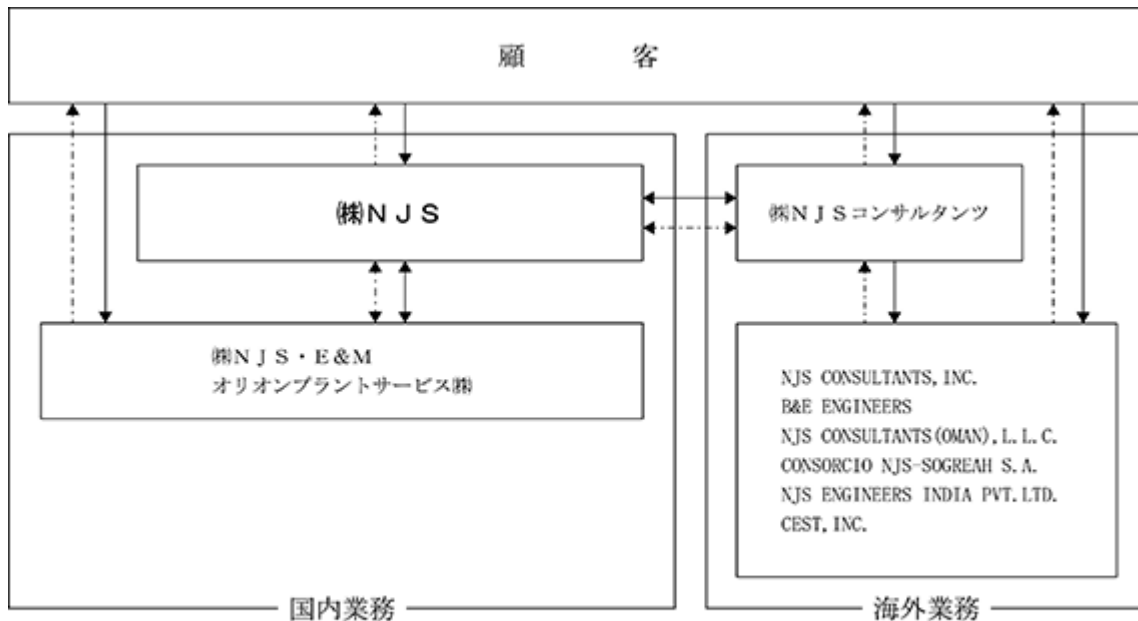 顧　　　客
㈱ＮＪＳ
㈱ＮＪＳコンサルタンツ
㈱ＮＪＳ・Ｅ＆Ｍ
オリオンプラントサービス㈱
NJS CONSULTANTS, INC.
B&E ENGINEERS
NJS CONSULTANTS(OMAN), L.L.C.
CONSORCIO NJS-SOGREAH S.A.
NJS ENGINEERS INDIA PVT.LTD.
CEST, INC.
国内業務
海外業務